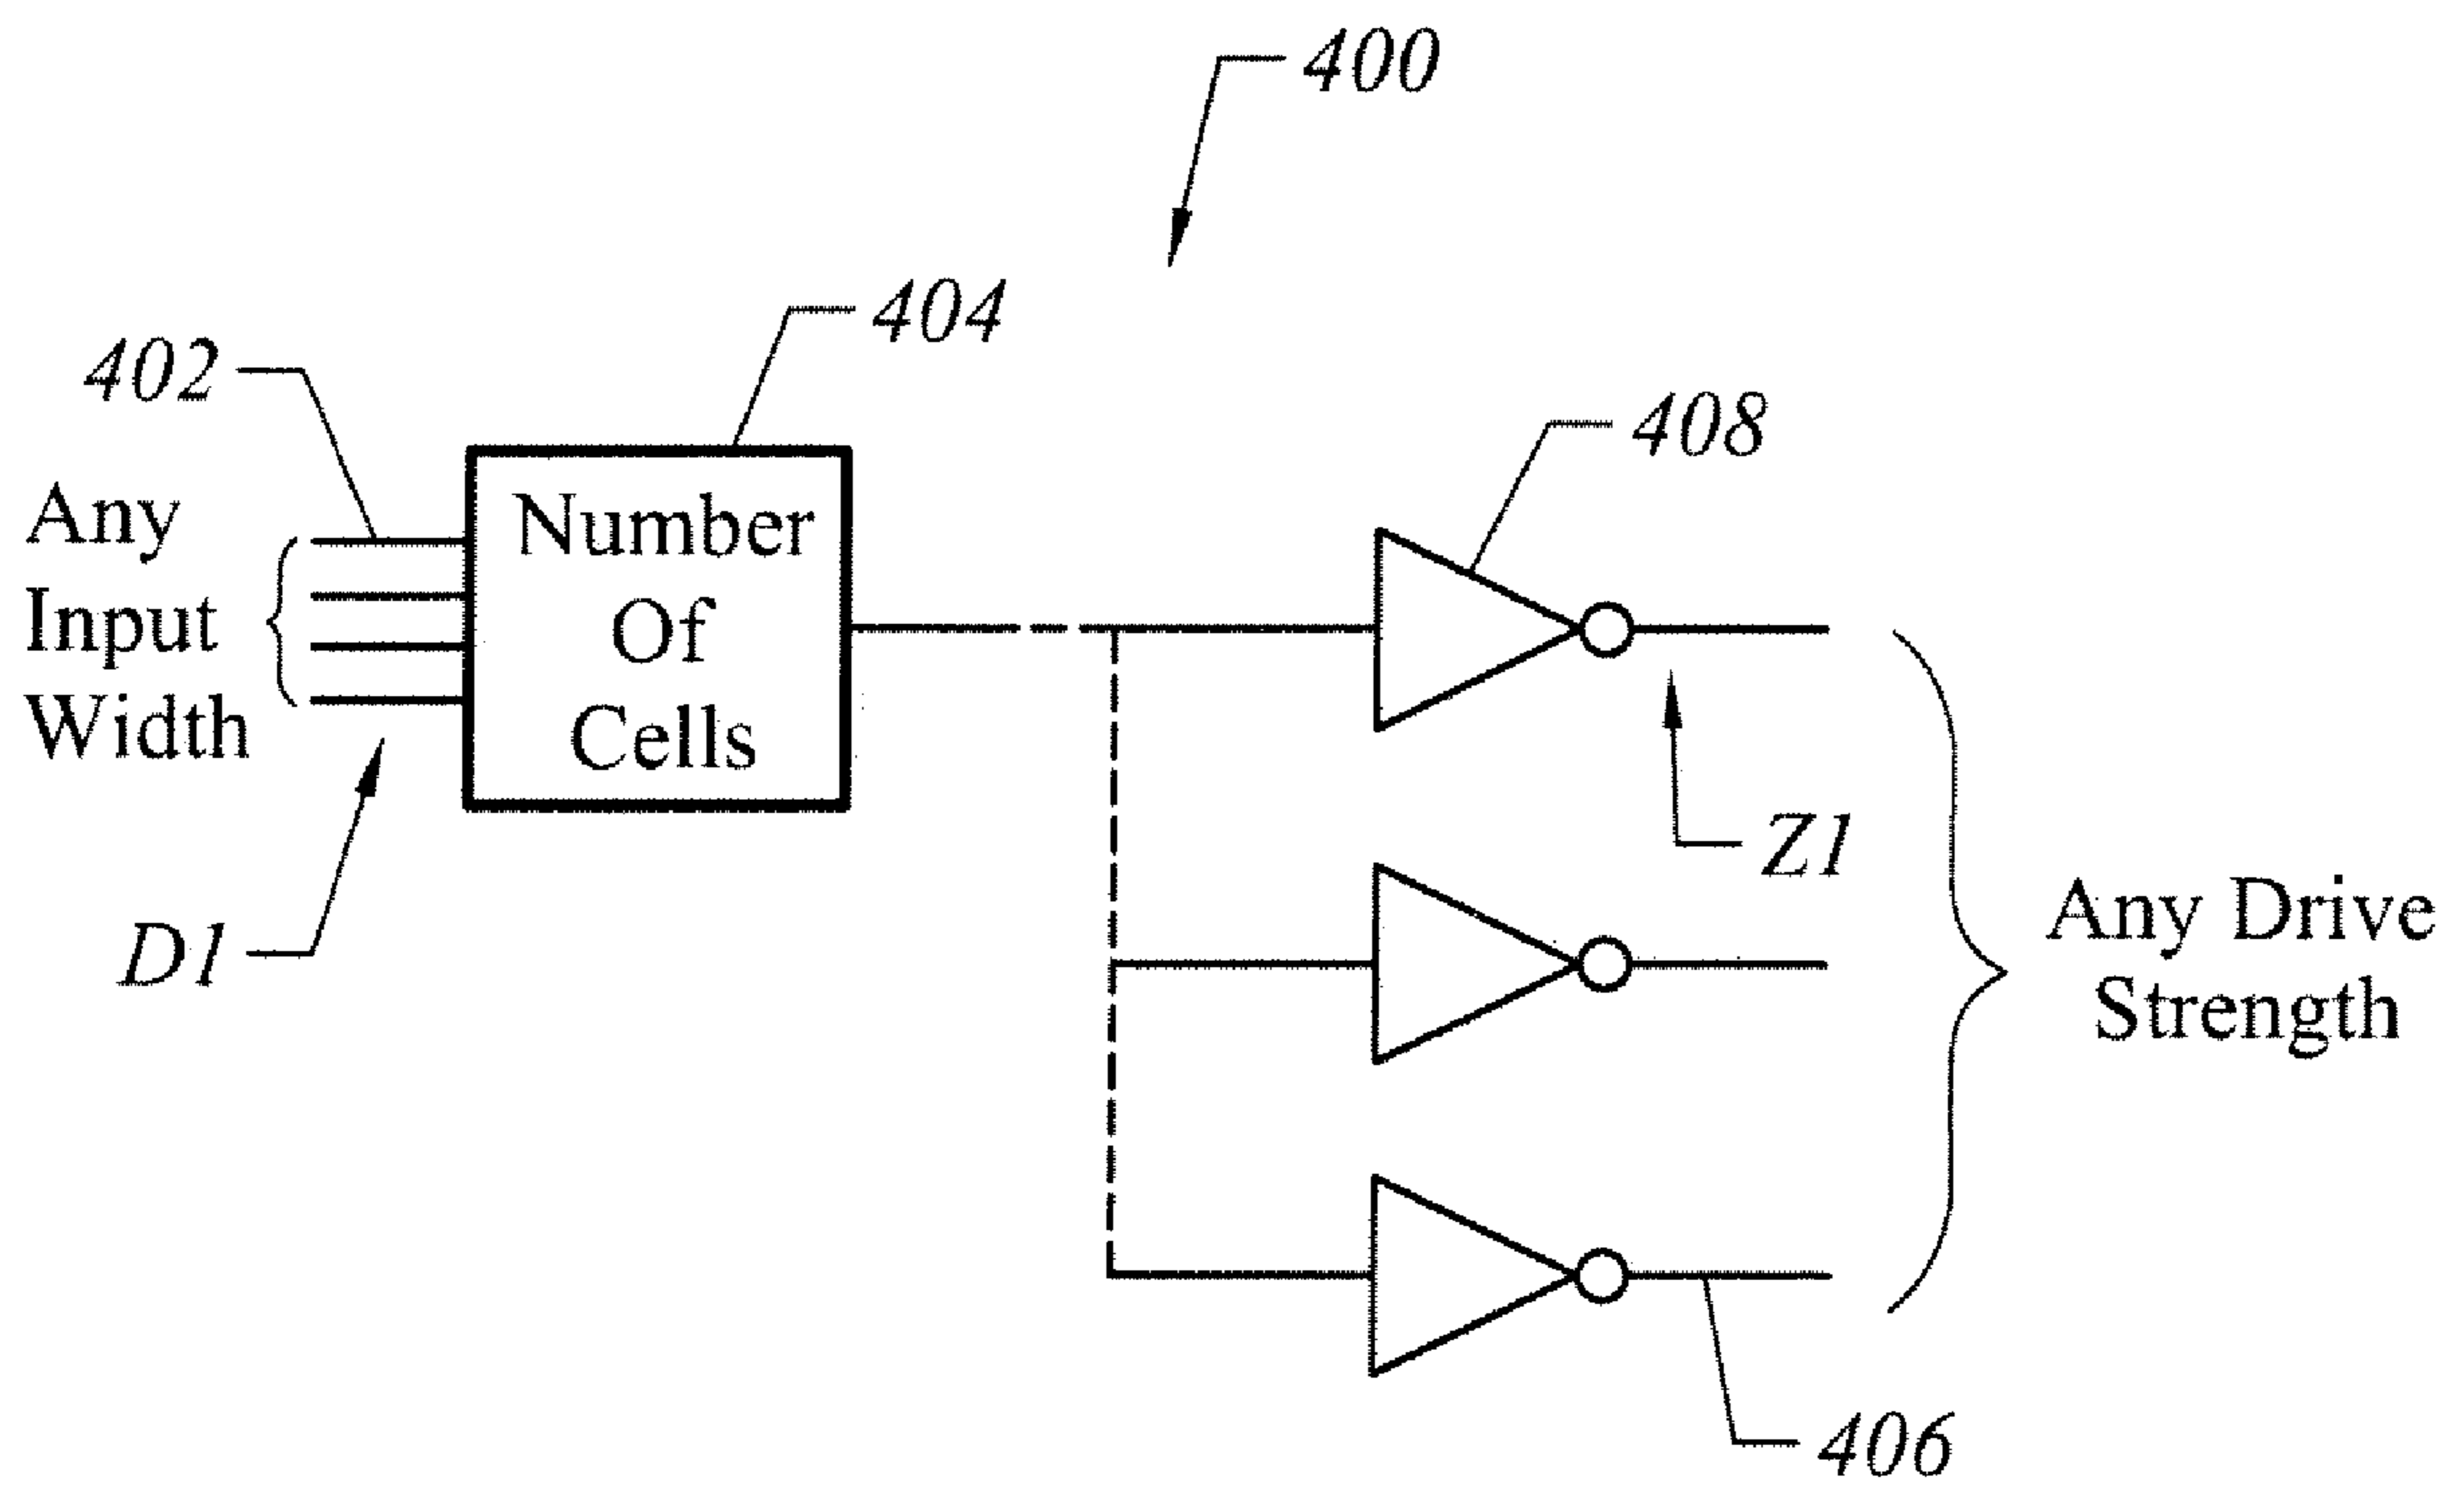 400
404
402
408
Any
Input
Width
Number
Of
Cells
Z1
D1
Any Drive
Strength
406